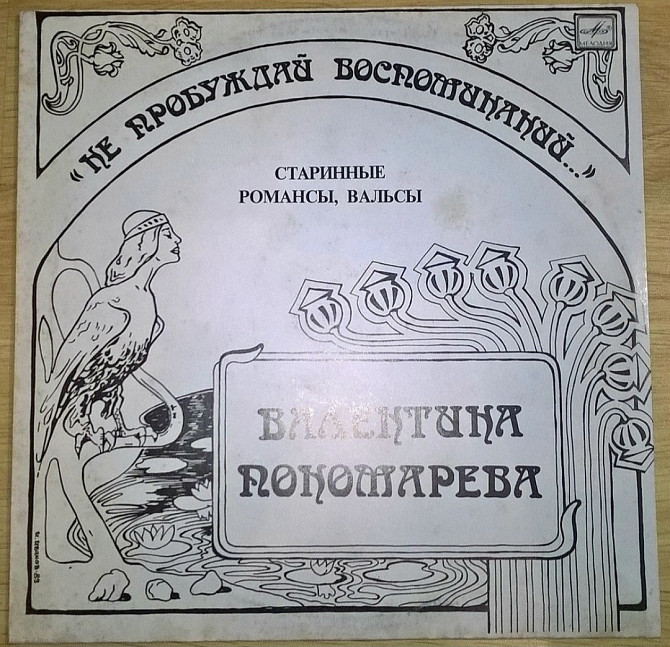 МЕЛОДИЯ
“НЕ ПРОБУЖДАЙ ВОСПОМИНАНИЙ...”
СТАРИННЫЕ
РОМАНСЫ, ВАЛЬСЫ
ВАЛЕНТИНА
ПОНОМАРЕВА